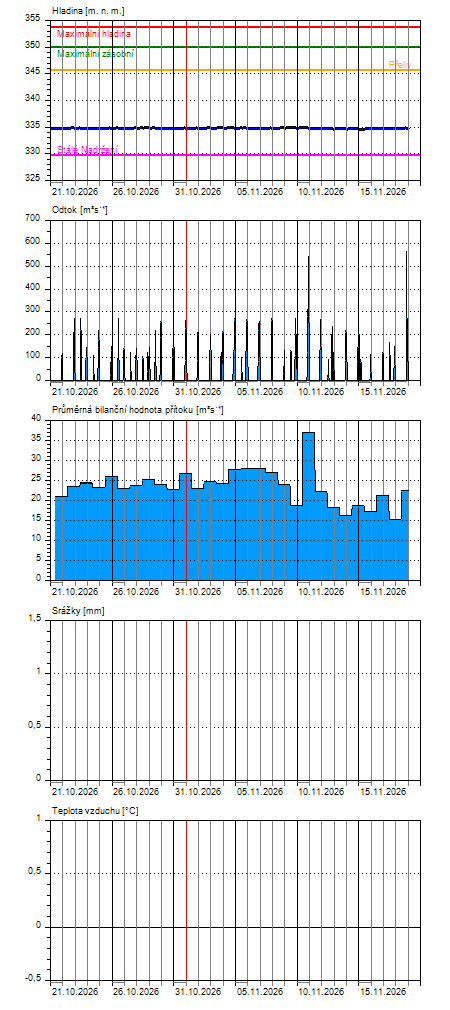 Hladina [m. n. m.]
355
Maximální hladina
350
Maximální zásobní
345
Přeliv
340
335
330
Stálé Nadržení
325
21.10.2026 26.10.2026 31.10.2026 05.11.2026 10.11.2026 15.11.2026
Odtok [m³s⁻¹]
700
600
500
400
300
200
100
0
21.10.2026 26.10.2026 31.10.2026 05.11.2026 10.11.2026 15.11.2026
Průměrná bilanční hodnota přítoku [m³s⁻¹]
40
35
30
25
20
15
10
5
0
21.10.2026 26.10.2026 31.10.2026 05.11.2026 10.11.2026 15.11.2026
Srážky [mm]
1,5
1
0,5
0
21.10.2026 26.10.2026 31.10.2026 05.11.2026 10.11.2026 15.11.2026
Teplota vzduchu [°C]
1
0,5
0
-0,5
21.10.2026 26.10.2026 31.10.2026 05.11.2026 10.11.2026 15.11.2026